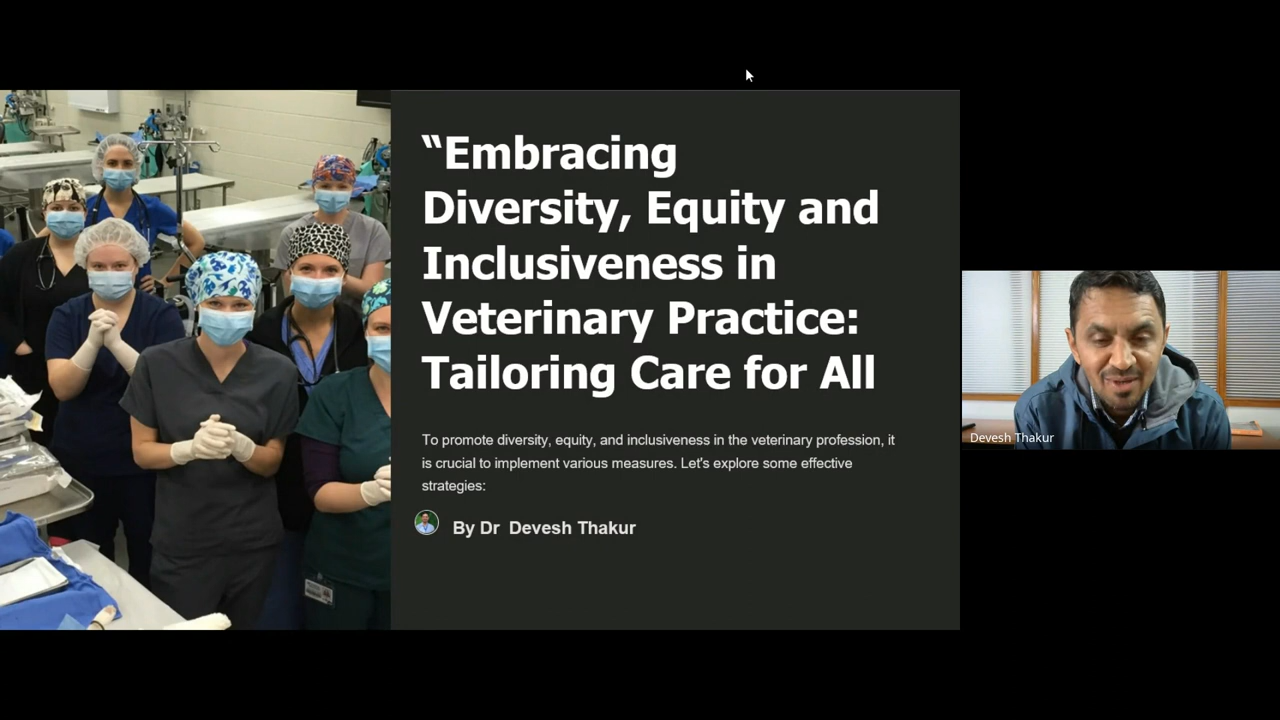 “Embracing
Diversity, Equity and
Inclusiveness in
Veterinary Practice:
Tailoring Care for All
To promote diversity, equity, and inclusiveness in the veterinary profession, it
is crucial to implement various measures. Let's explore some effective
strategies:
By Dr Devesh Thakur
Devesh Thakur